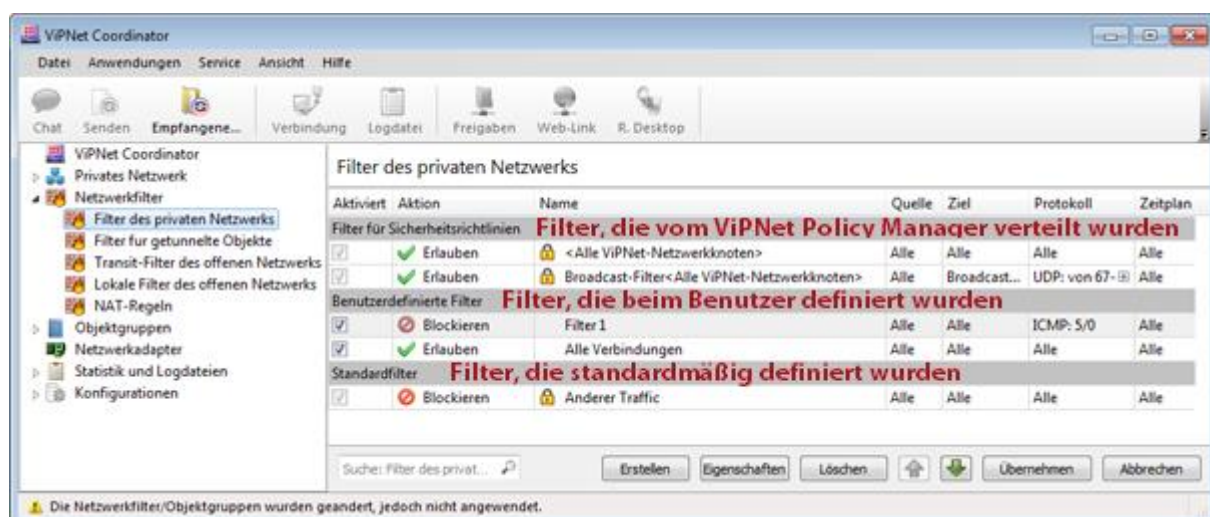 ViPNet Coordinator
Datei Anwendungen Service Ansicht Hilfe
Chat Senden Empfangene... Verbindung Logdatei Freigaben Web-Link R. Desktop
ViPNet Coordinator
Privates Netzwerk
Netzwerkfilter
Filter des privaten Netzwerks
Filter fur getunnelte Objekte
Transit-Filter des offenen Netzwerks
Lokale Filter des offenen Netzwerks
NAT-Regeln
Objektgruppen
Netzwerkadapter
Statistik und Logdateien
Konfigurationen
Filter des privaten Netzwerks
Aktiviert Aktion Name Quelle Ziel Protokoll Zeitplan
Filter für Sicherheitsrichtlinien Filter, die vom ViPNet Policy Manager verteilt wurden
Erlauben <Alle ViPNet-Netzwerkknoten> Alle Alle Alle Alle
Erlauben Broadcast-Filter<Alle ViPNet-Netzwerkknoten> Alle Broadcast... UDP: von 67- Alle
Benutzerdefinierte Filter Filter, die beim Benutzer definiert wurden
Blockieren Filter 1 Alle Alle ICMP: 5/0 Alle
Erlauben Alle Verbindungen Alle Alle Alle Alle
Standardfilter Filter, die standardmäßig definiert wurden
Blockieren Anderer Traffic Alle Alle Alle Alle
Suche: Filter des privat... Erstellen Eigenschaften Löschen Übernehmen Abbrechen
Die Netzwerkfilter/Objektgruppen wurden geandert, jedoch nicht angewendet.